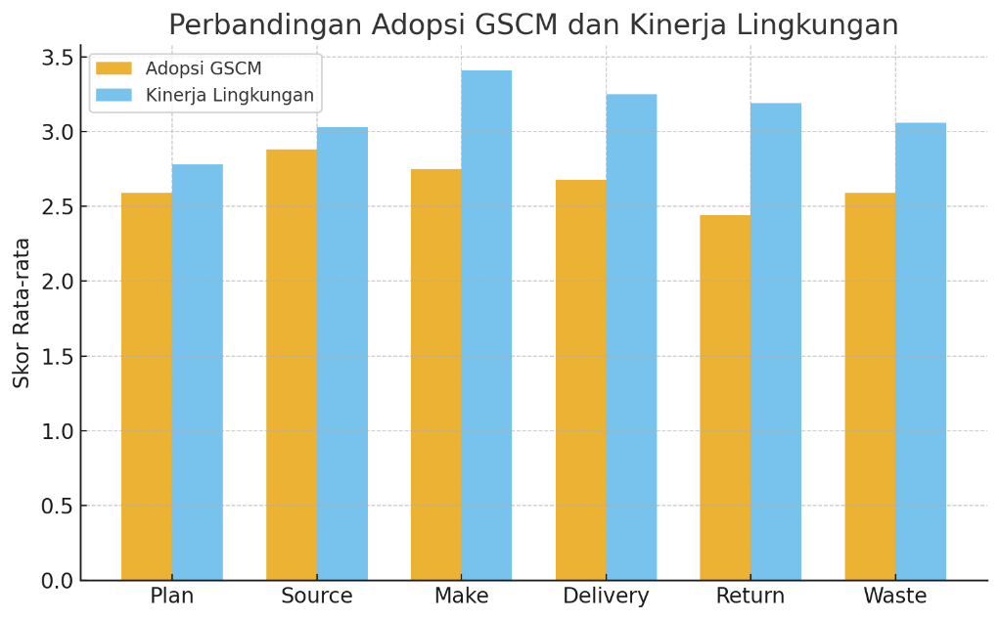 Perbandingan Adopsi GSCM dan Kinerja Lingkungan
Adopsi GSCM
Kinerja Lingkungan
Skor Rata-rata
3.5
3.0
2.5
2.0
1.5
1.0
0.5
0.0
Plan Source Make Delivery Return Waste